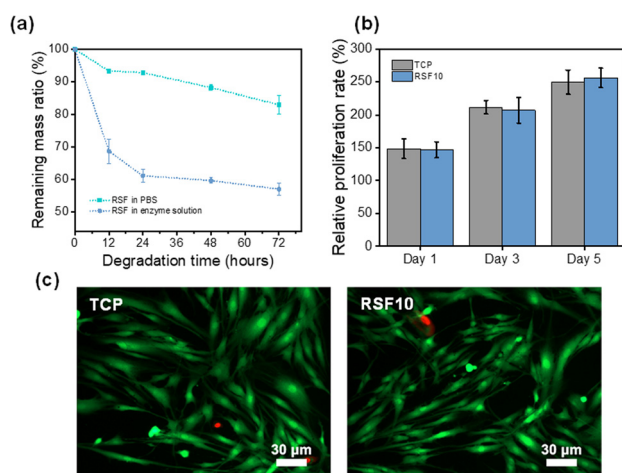 (a)
Remaining mass ratio (%)
100
90
80
70
60
RSF in PBS
RSF in enzyme solution
0 12 24 36 48 60 72
Degradation time (hours)
(b)
Relative proliferation rate (%)
300
250
200
150
100
50
0
TCP
RSF10
Day 1 Day 3 Day 5
(c)
TCP
30 µm
RSF10
30 µm